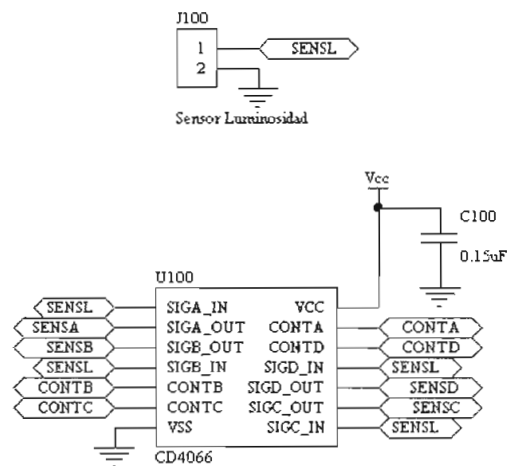 J100
1 SENSL
2
Sensor Luminosidad
Vcc
C100
0.15uF
U100
SENSL SIGA_IN VCC
SENSA SIGA_OUT CONTA CONTA
SENSB SIGB_OUT CONTD CONTD
SENSL SIGB_IN SIGD_IN SENSL
CONTB CONTB SIGD_OUT SENSD
CONTC CONTC SIGC_OUT SENSC
VSS SIGC_IN SENSL
CD4066